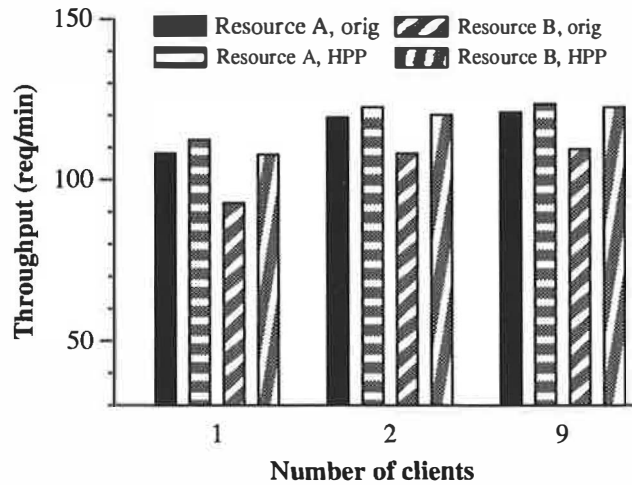 150
Resource A, orig Resource B, orig
Resource A, HPP Resource B, HPP
100
50
Throughput (req/min)
1 2 9
Number of clients